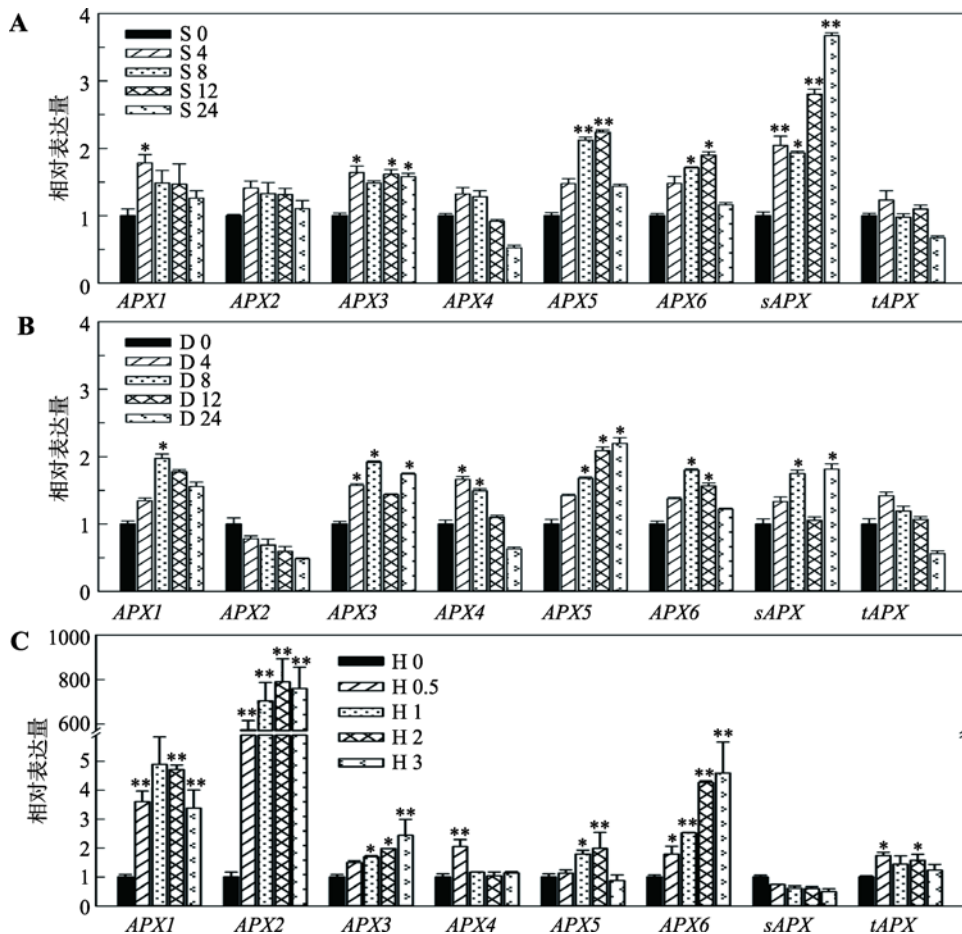 A
4
3
2
1
0
相对表达量
S 0
S 4
S 8
S 12
S 24
* * * * ** ** * * ** * ** **
APX1 APX2 APX3 APX4 APX5 APX6 sAPX tAPX
B
4
3
2
1
0
相对表达量
D 0
D 4
D 8
D 12
D 24
* * * * * * * * * * * * *
APX1 APX2 APX3 APX4 APX5 APX6 sAPX tAPX
C
1000
800
600
5
4
3
2
1
0
相对表达量
H 0
H 0.5
H 1
H 2
H 3
** ** ** ** ** ** ** * * ** ** * ** * ** ** ** * *
APX1 APX2 APX3 APX4 APX5 APX6 sAPX tAPX